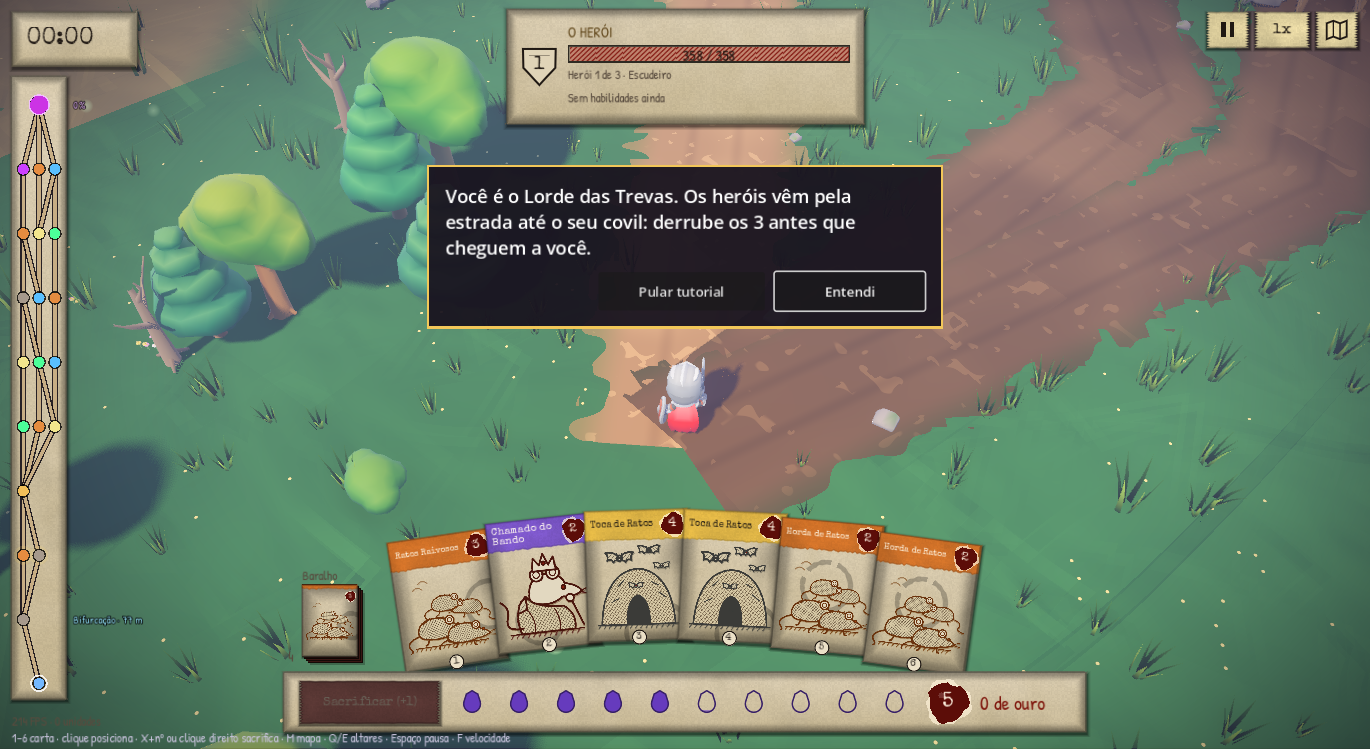 00:00
O HERÓI
1
358 / 358
Herói 1 de 3 · Escudeiro
Sem habilidades ainda
1x
0%
Você é o Lorde das Trevas. Os heróis vêm pela
estrada até o seu covil: derrube os 3 antes que
cheguem a você.
Pular tutorial
Entendi
Baralho
Ratos Raivosos 3
1
Chamado do
Bando
2
2
Toca de Ratos 4
3
Toca de Ratos 4
4
Horda de Ratos 2
5
Horda de Ratos 2
6
Bifurcação · 77 m
Sacrificar (+1)
5
0 de ouro
1-6 carta · clique posiciona · X+nº ou clique direito sacrifica · M mapa · Q/E altares · Espaço pausa · F velocidade